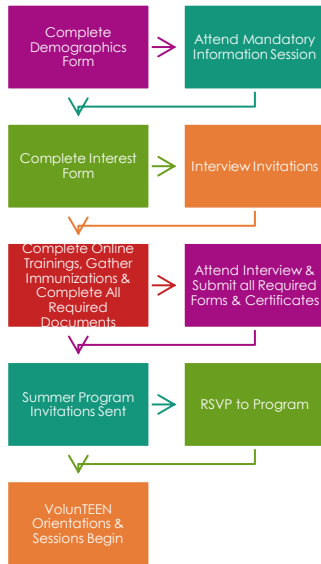 Complete
Demographics
Form
Attend Mandatory
Information Session
Complete Interest
Form
Interview Invitations
Complete Online
Trainings, Gather
Immunizations &
Complete All
Required
Documents
Attend Interview &
Submit all Required
Forms & Certificates
Summer Program
Invitations Sent
RSVP to Program
VolunTEEN
Orientations &
Sessions Begin